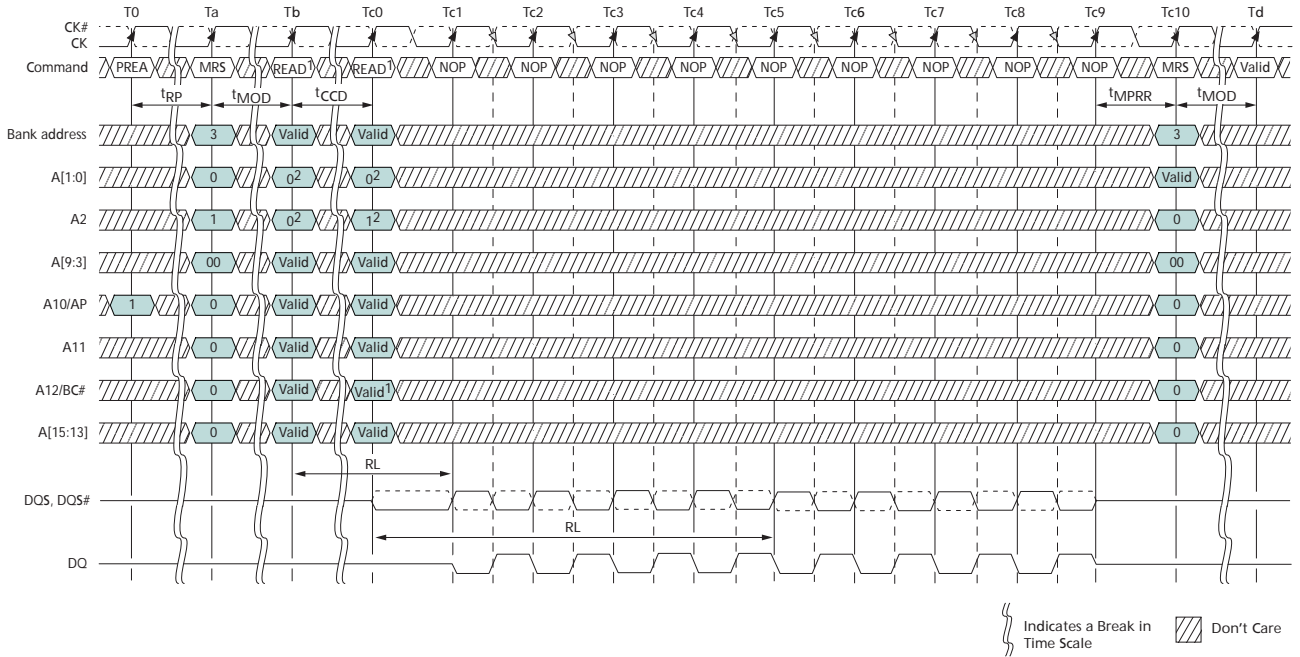 T0 Ta Tb Tc0 Tc1 Tc2 Tc3 Tc4 Tc5 Tc6 Tc7 Tc8 Tc9 Tc10 Td
CK#
CK
Command PREA MRS READ¹ READ¹ NOP NOP NOP NOP NOP NOP NOP NOP NOP MRS Valid
tRP tMOD tCCD tMPRR tMOD
Bank address 3 Valid Valid 3
A[1:0] 0 0² 0² Valid
A2 1 0² 1² 0
A[9:3] 00 Valid Valid 00
A10/AP 1 0 Valid Valid 0
A11 0 Valid Valid 0
A12/BC# 0 Valid Valid¹ 0
A[15:13] 0 Valid Valid 0
RL
DQS, DQS#
RL
DQ
Indicates a Break in
Time Scale
Don't Care